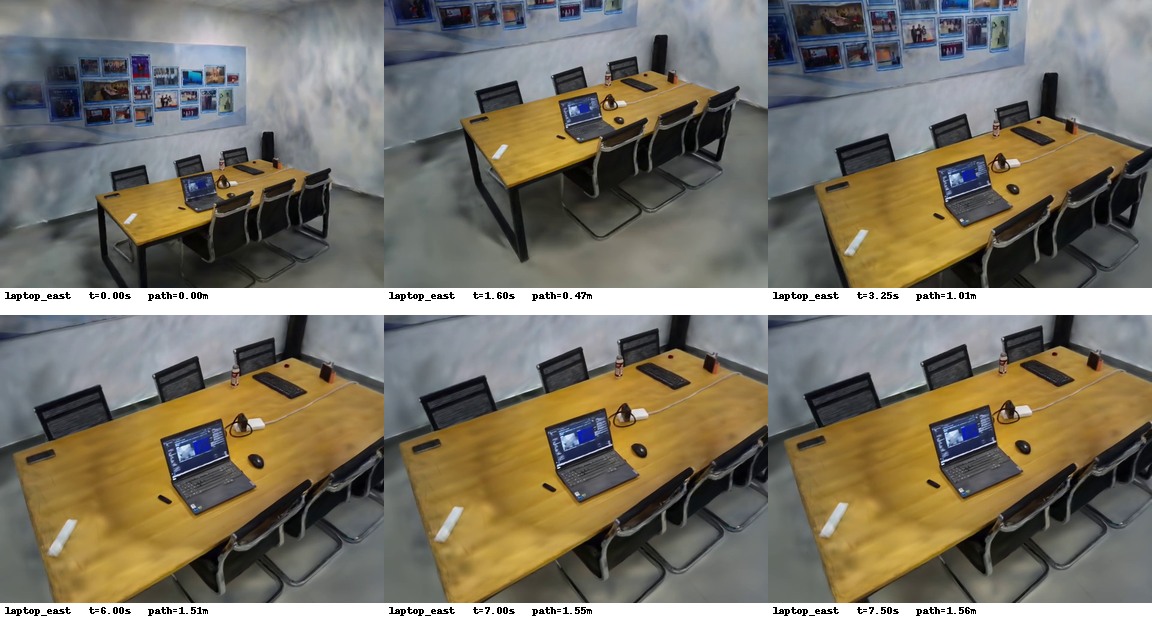 laptop_east t=0.00s path=0.00m
laptop_east t=1.60s path=0.47m
laptop_east t=3.25s path=1.01m
laptop_east t=6.00s path=1.51m
laptop_east t=7.00s path=1.55m
laptop_east t=7.50s path=1.56m